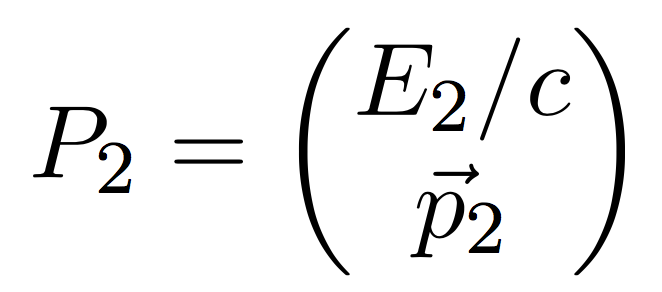 P₂ = (E₂/c
p⃗₂)